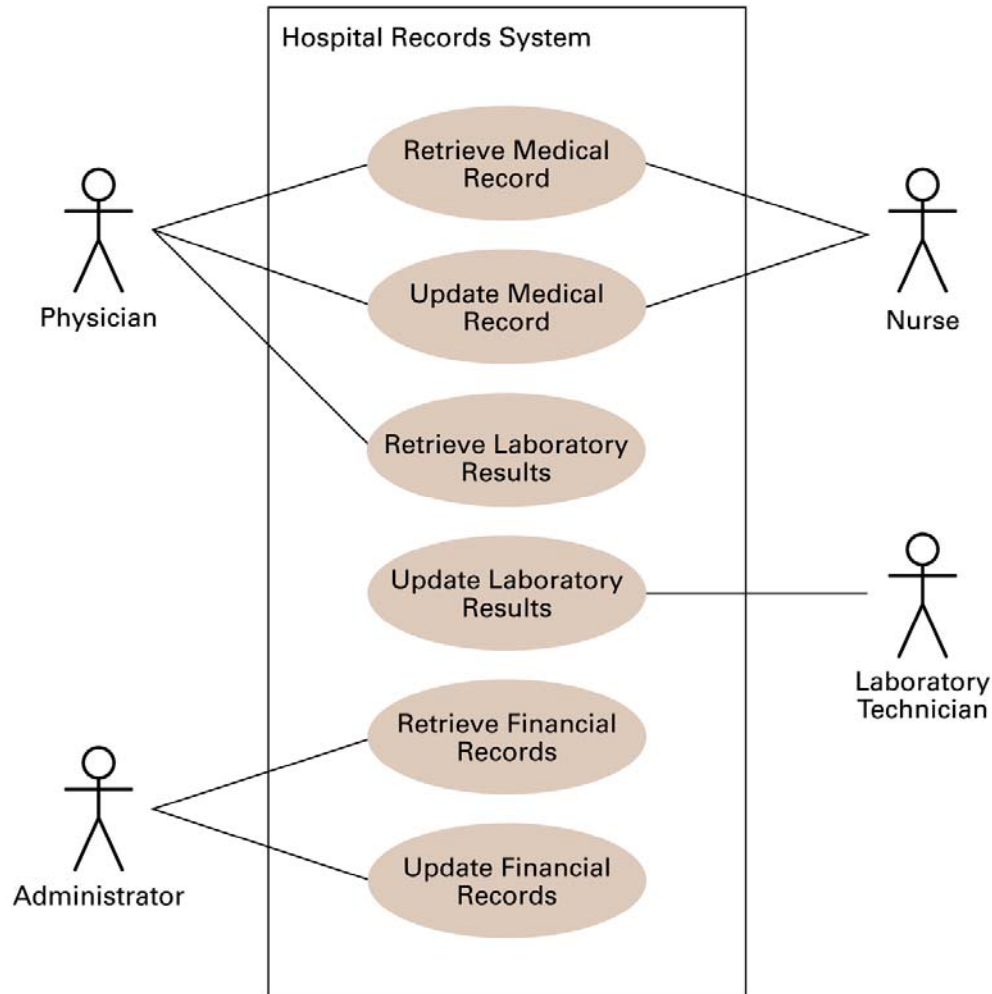 Hospital Records System
Retrieve Medical
Record
Physician
Update Medical
Record
Nurse
Retrieve Laboratory
Results
Update Laboratory
Results
Laboratory
Technician
Retrieve Financial
Records
Administrator
Update Financial
Records